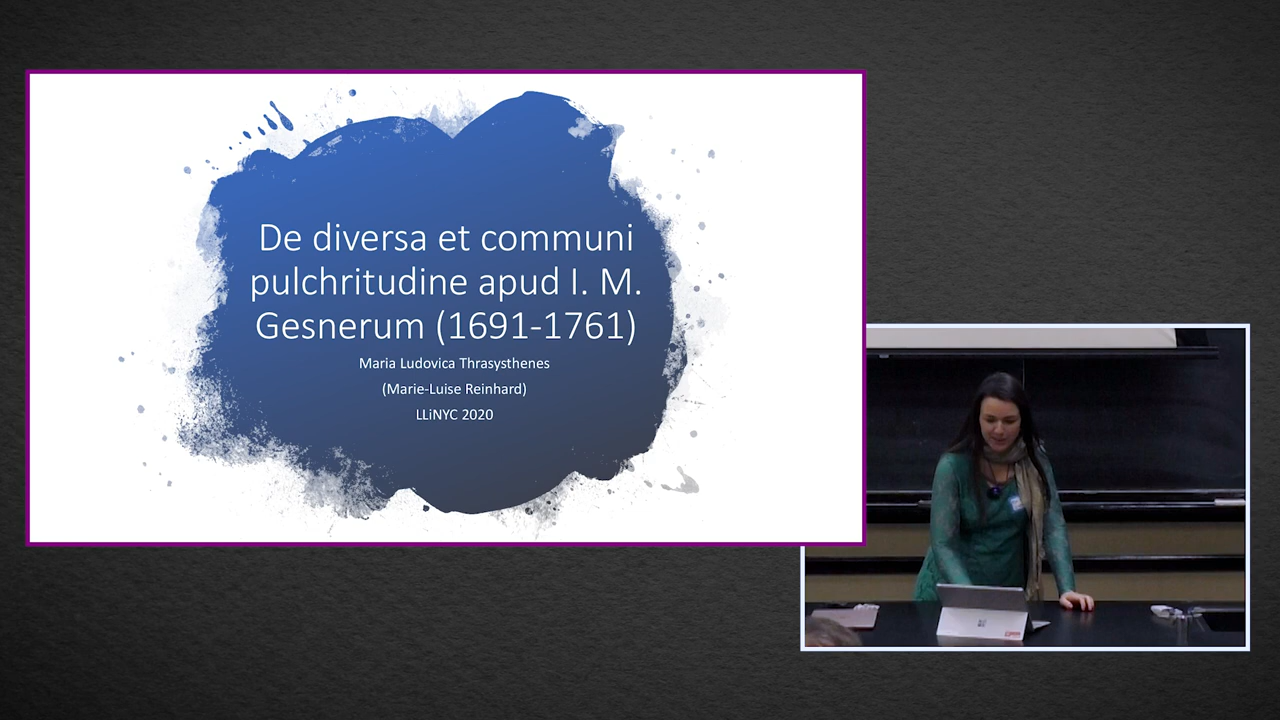 De diversa et communi
pulchritudine apud I. M.
Gesnerum (1691-1761)
Maria Ludovica Thrasysthenes
(Marie-Luise Reinhard)
LLiNYC 2020